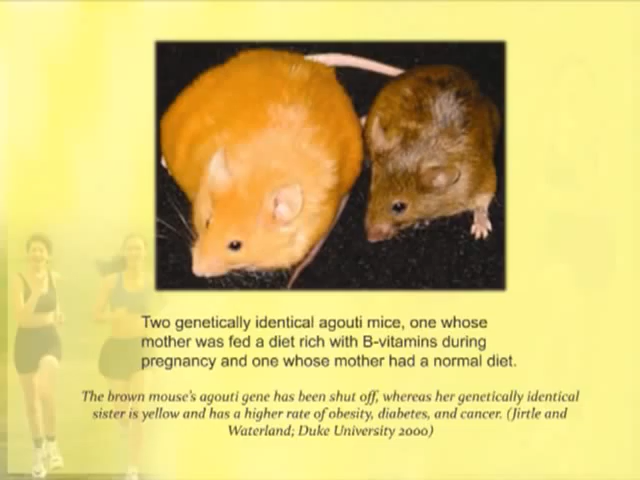 Two genetically identical agouti mice, one whose
mother was fed a diet rich with B-vitamins during
pregnancy and one whose mother had a normal diet.
The brown mouse's agouti gene has been shut off, whereas her genetically identical
sister is yellow and has a higher rate of obesity, diabetes, and cancer. (Jirtle and
Waterland; Duke University 2000)